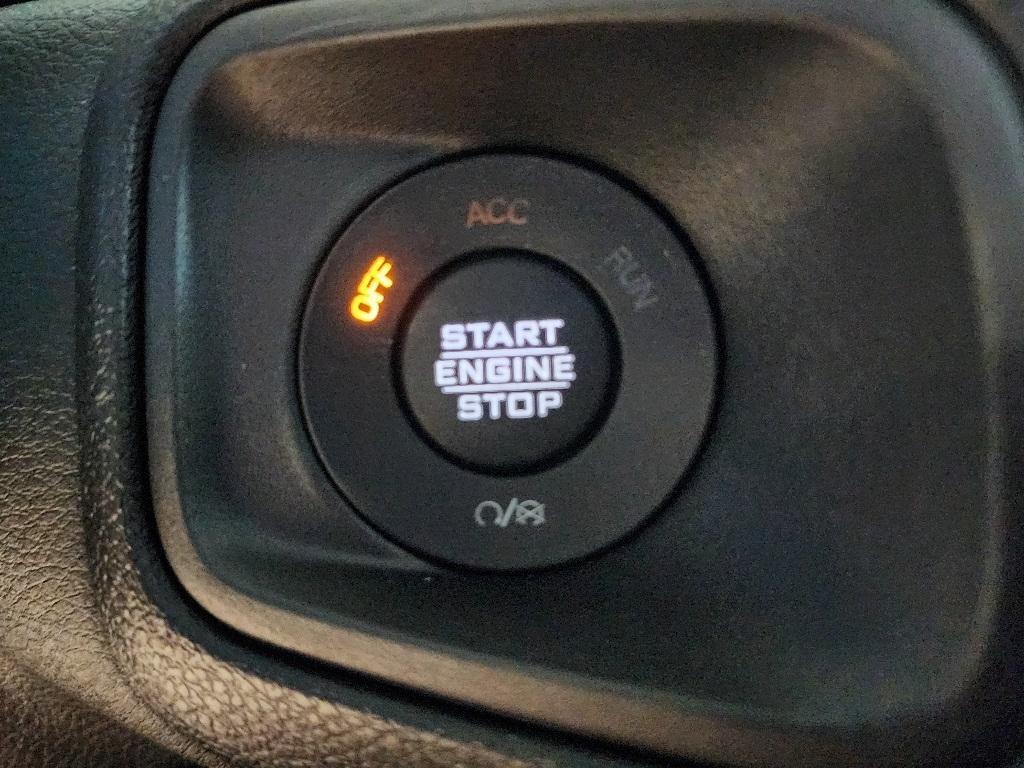 ACC
OFF
RUN
START
ENGINE
STOP